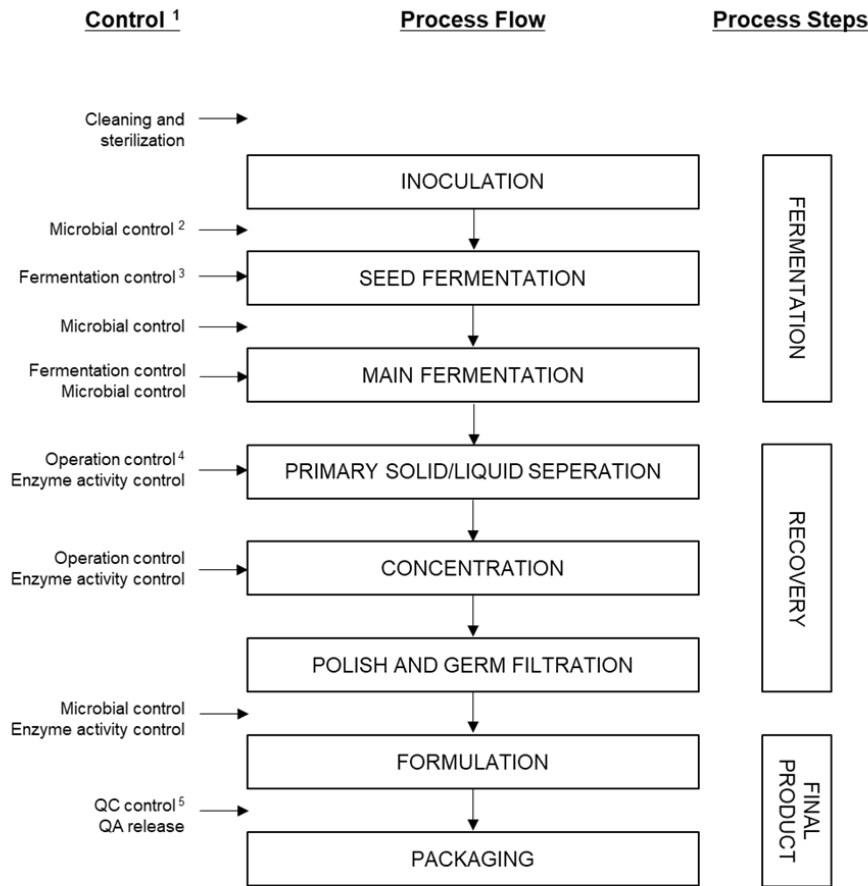 Control ¹ Process Flow Process Steps
Cleaning and
sterilization
INOCULATION
Microbial control ²
Fermentation control ³
SEED FERMENTATION
Microbial control
Fermentation control
Microbial control
MAIN FERMENTATION
FERMENTATION
Operation control ⁴
Enzyme activity control
PRIMARY SOLID/LIQUID SEPERATION
Operation control
Enzyme activity control
CONCENTRATION
POLISH AND GERM FILTRATION
RECOVERY
Microbial control
Enzyme activity control
FORMULATION
QC control ⁵
QA release
PACKAGING
FINAL
PRODUCT